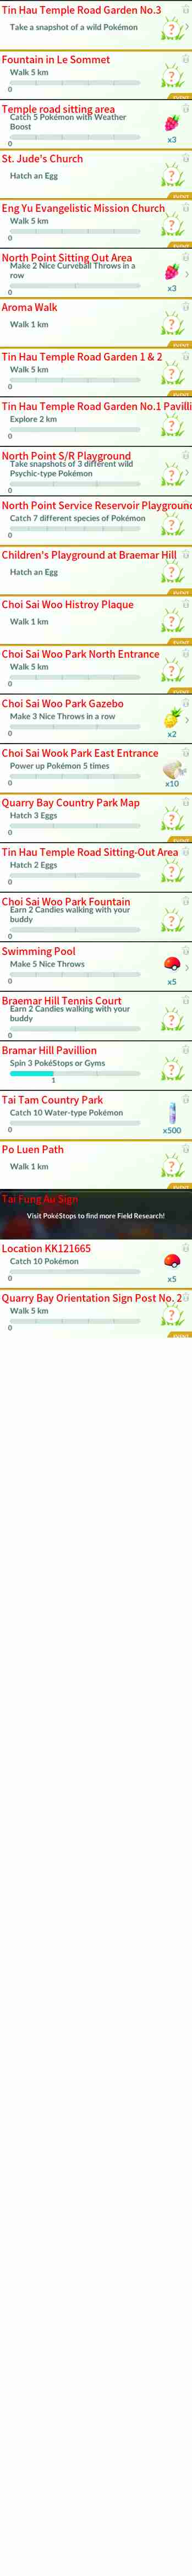 Tin Hau Temple Road Garden No.3
Take a snapshot of a wild Pokémon
?
Fountain in Le Sommet
Walk 5 km
?
0
EVENT
Temple road sitting area
Catch 5 Pokémon with Weather
Boost
0
x3
EVENT
St. Jude's Church
Hatch an Egg
?
EVENT
Eng Yu Evangelistic Mission Church
Walk 5 km
?
0
EVENT
North Point Sitting Out Area
Make 2 Nice Curveball Throws in a
row
0
x3
EVENT
Aroma Walk
Walk 1 km
?
EVENT
Tin Hau Temple Road Garden 1 & 2
Walk 5 km
?
0
EVENT
Tin Hau Temple Road Garden No.1 Pavilli
Explore 2 km
?
0
North Point S/R Playground
Take snapshots of 3 different wild
Psychic-type Pokémon
?
0
North Point Service Reservoir Playground
Catch 7 different species of Pokémon
?
0
Children's Playground at Braemar Hill
Hatch an Egg
?
EVENT
Choi Sai Woo Histroy Plaque
Walk 1 km
?
EVENT
Choi Sai Woo Park North Entrance
Walk 5 km
?
0
EVENT
Choi Sai Woo Park Gazebo
Make 3 Nice Throws in a row
0
x2
Choi Sai Wook Park East Entrance
Power up Pokémon 5 times
0
x10
Quarry Bay Country Park Map
Hatch 3 Eggs
?
0
EVENT
Tin Hau Temple Road Sitting-Out Area
Hatch 2 Eggs
?
0
Choi Sai Woo Park Fountain
Earn 2 Candies walking with your
buddy
?
0
Swimming Pool
Make 5 Nice Throws
0
x5
Braemar Hill Tennis Court
Earn 2 Candies walking with your
buddy
?
0
Bramar Hill Pavillion
Spin 3 PokéStops or Gyms
?
1
Tai Tam Country Park
Catch 10 Water-type Pokémon
0
x500
Po Luen Path
Walk 1 km
?
EVENT
Tai Fung Au Sign
Visit PokéStops to find more Field Research!
Location KK121665
Catch 10 Pokémon
0
x5
Quarry Bay Orientation Sign Post No. 2
Walk 5 km
?
0
EVENT